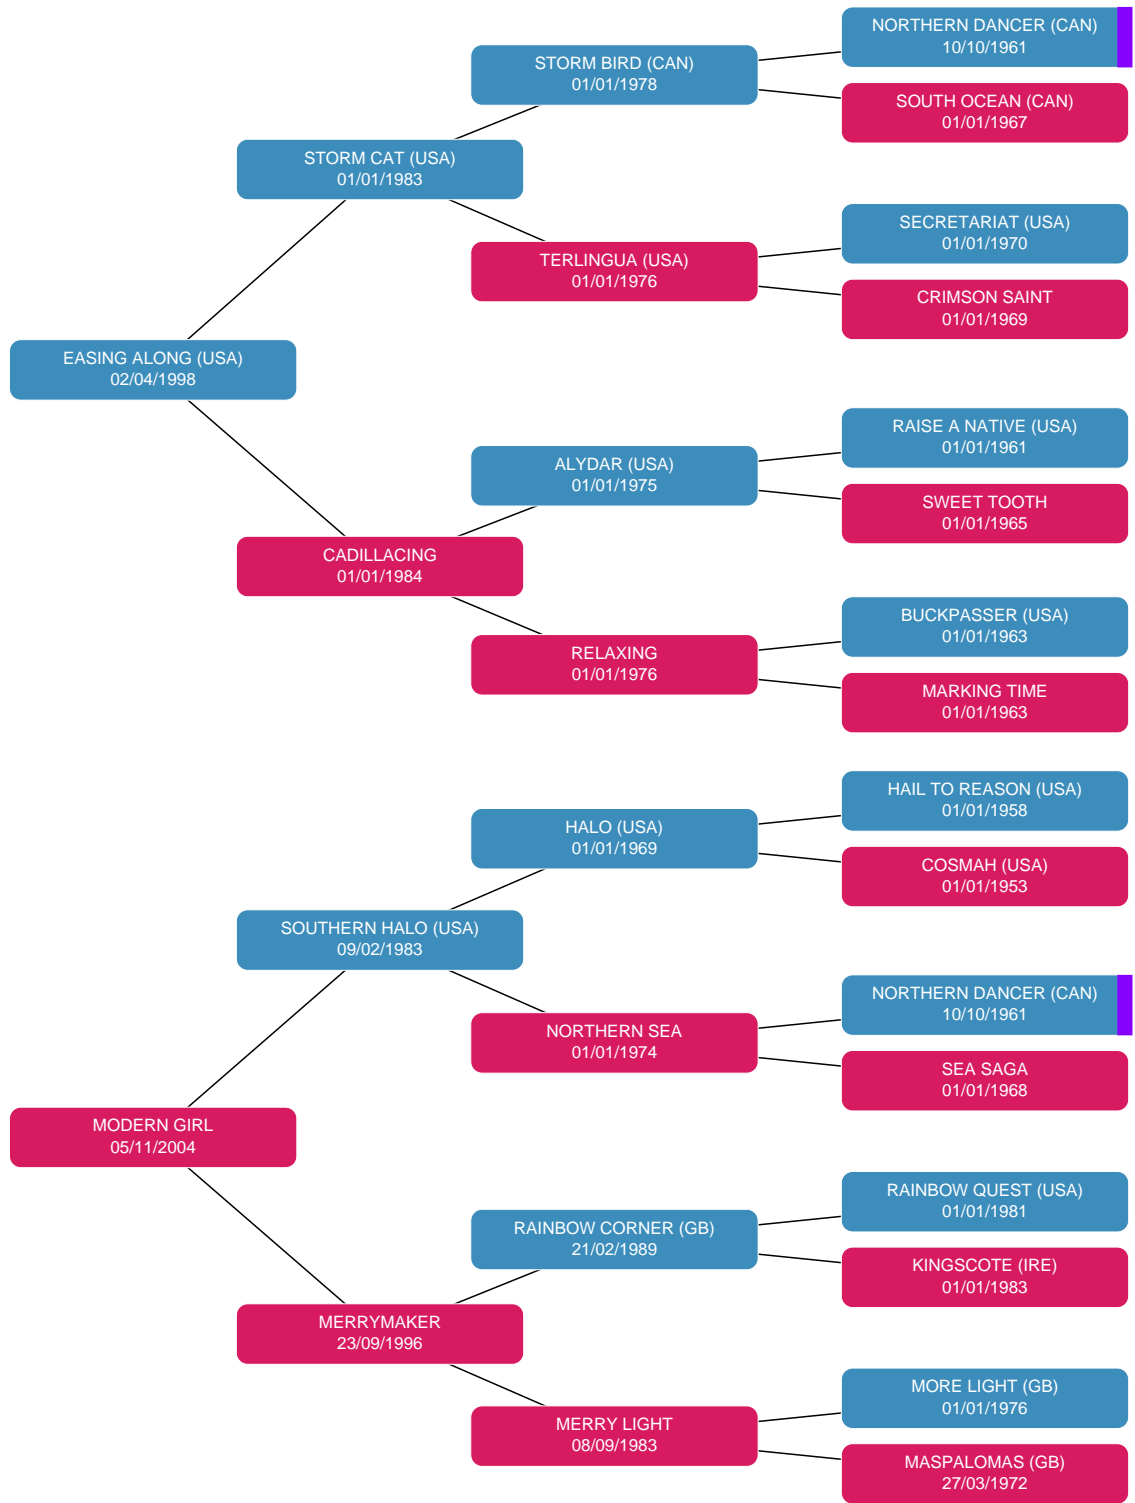 NORTHERN DANCER (CAN)
10/10/1961
STORM BIRD (CAN)
01/01/1978
SOUTH OCEAN (CAN)
01/01/1967
STORM CAT (USA)
01/01/1983
SECRETARIAT (USA)
01/01/1970
TERLINGUA (USA)
01/01/1976
CRIMSON SAINT
01/01/1969
EASING ALONG (USA)
02/04/1998
RAISE A NATIVE (USA)
01/01/1961
ALYDAR (USA)
01/01/1975
SWEET TOOTH
01/01/1965
CADILLACING
01/01/1984
BUCKPASSER (USA)
01/01/1963
RELAXING
01/01/1976
MARKING TIME
01/01/1963
HAIL TO REASON (USA)
01/01/1958
HALO (USA)
01/01/1969
COSMAH (USA)
01/01/1953
SOUTHERN HALO (USA)
09/02/1983
NORTHERN DANCER (CAN)
10/10/1961
NORTHERN SEA
01/01/1974
SEA SAGA
01/01/1968
MODERN GIRL
05/11/2004
RAINBOW QUEST (USA)
01/01/1981
RAINBOW CORNER (GB)
21/02/1989
KINGSCOTE (IRE)
01/01/1983
MERRYMAKER
23/09/1996
MORE LIGHT (GB)
01/01/1976
MERRY LIGHT
08/09/1983
MASPALOMAS (GB)
27/03/1972